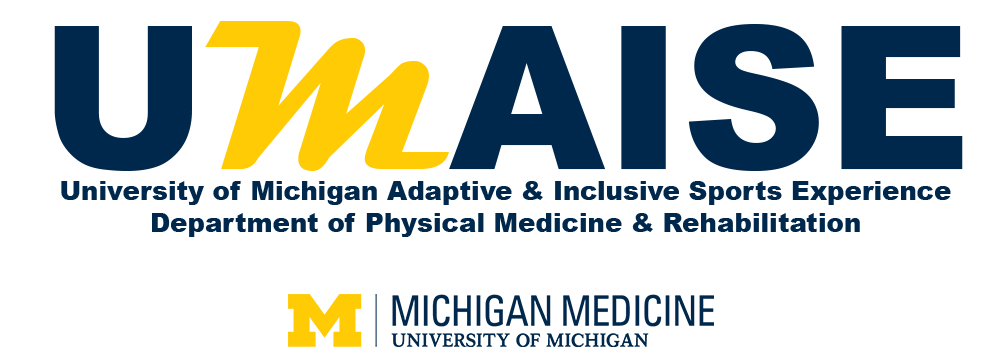 UMAISE
University of Michigan Adaptive & Inclusive Sports Experience
Department of Physical Medicine & Rehabilitation
M MICHIGAN MEDICINE
UNIVERSITY OF MICHIGAN